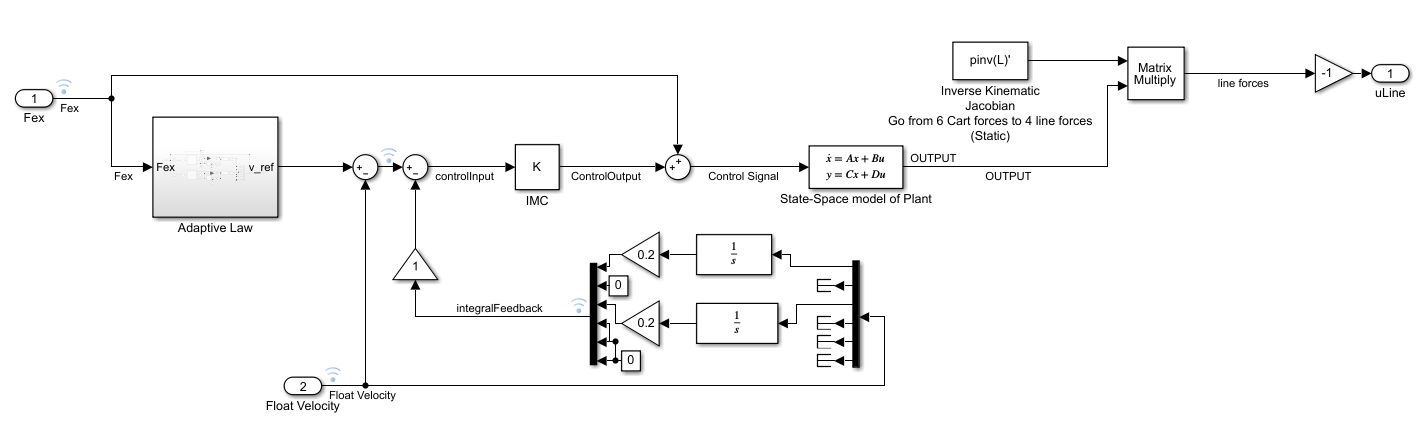 pinv(L)'
Matrix
Multiply
-1
1
line forces
uLine
Inverse Kinematic
Jacobian
Go from 6 Cart forces to 4 line forces
(Static)
1
Fex
Fex
Fex
Fex
v_ref
Adaptive Law
+
−
+
−
controlInput
K
IMC
ControlOutput
+
+
Control Signal
ẋ = Ax + Bu
y = Cx + Du
State-Space model of Plant
OUTPUT
OUTPUT
1
integralFeedback
0.2
1
s
0
0.2
1
s
0
2
Float Velocity
Float Velocity